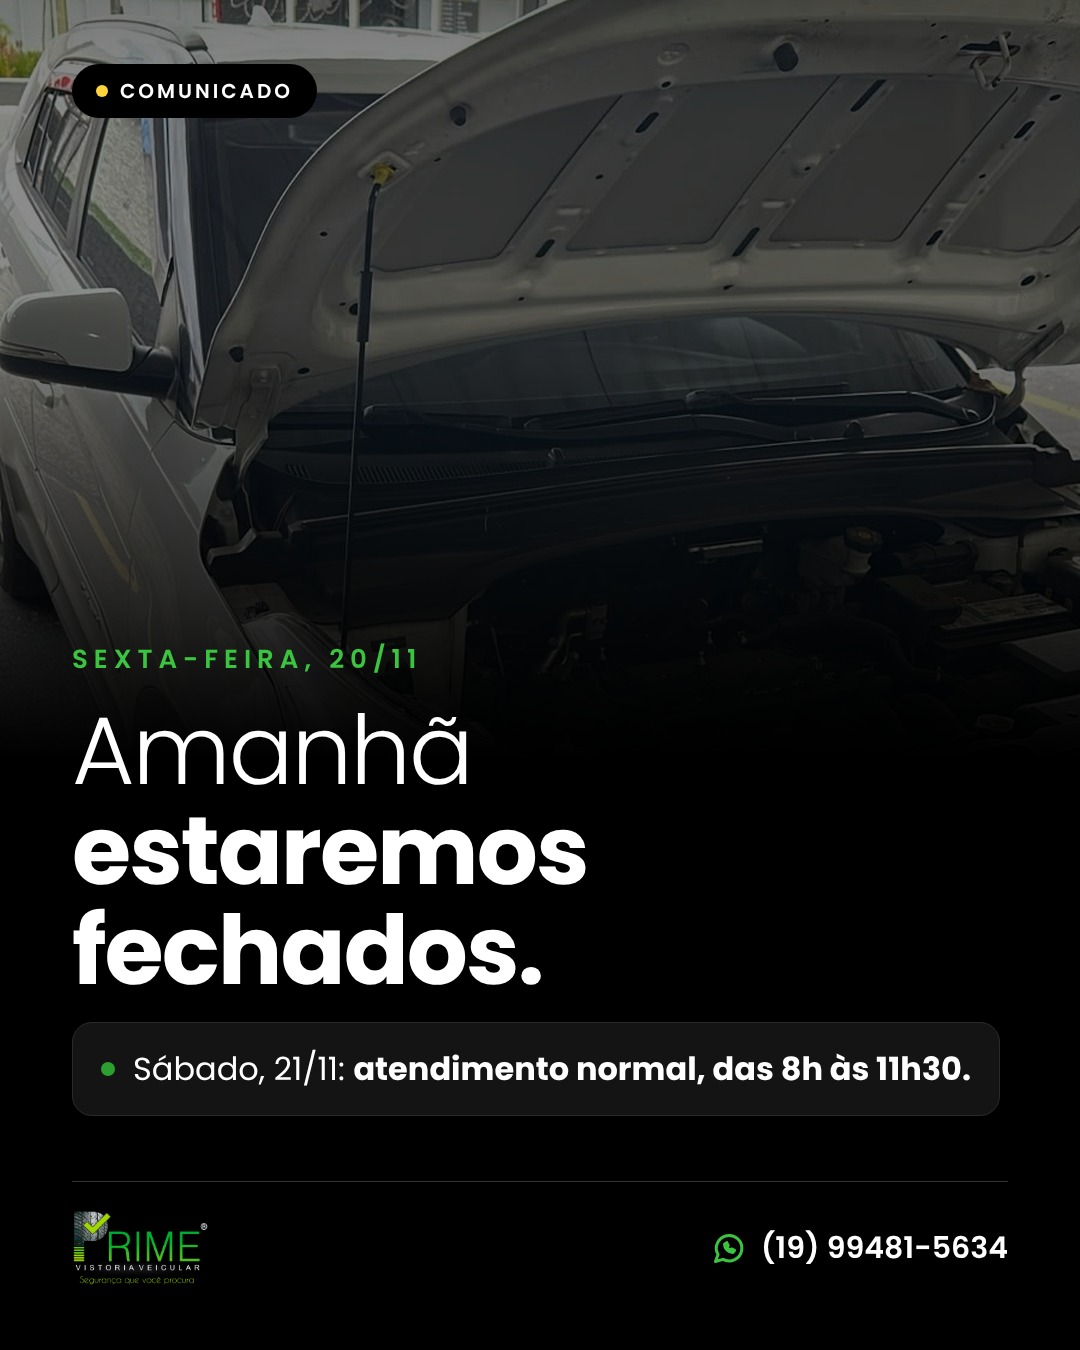 COMUNICADO
SEXTA-FEIRA, 20/11
Amanhã
estaremos
fechados.
Sábado, 21/11: atendimento normal, das 8h às 11h30.
PRIME®
VISTORIA VEICULAR
Segurança que você procura
(19) 99481-5634